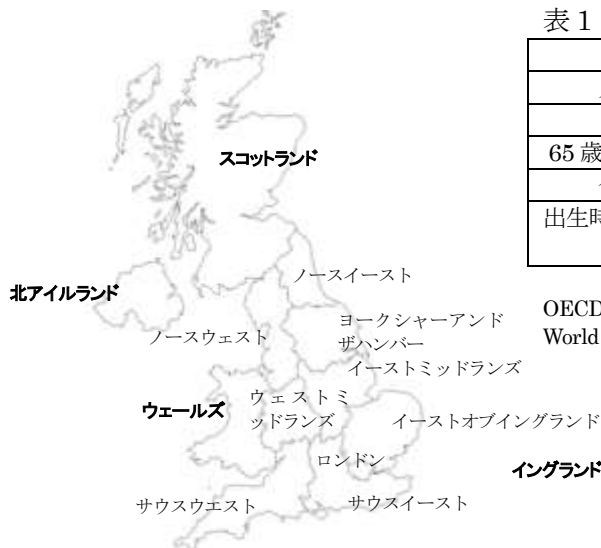 表 1
65 歳
出生時
OECD
World
スコットランド
北アイルランド
ノースイースト
ノースウェスト
ヨークシャーアンド
ザハンバー
イーストミッドランズ
ウェールズ
ウェストミ
ッドランズ
イーストオブイングランド
ロンドン
イングランド
サウスウエスト
サウスイースト